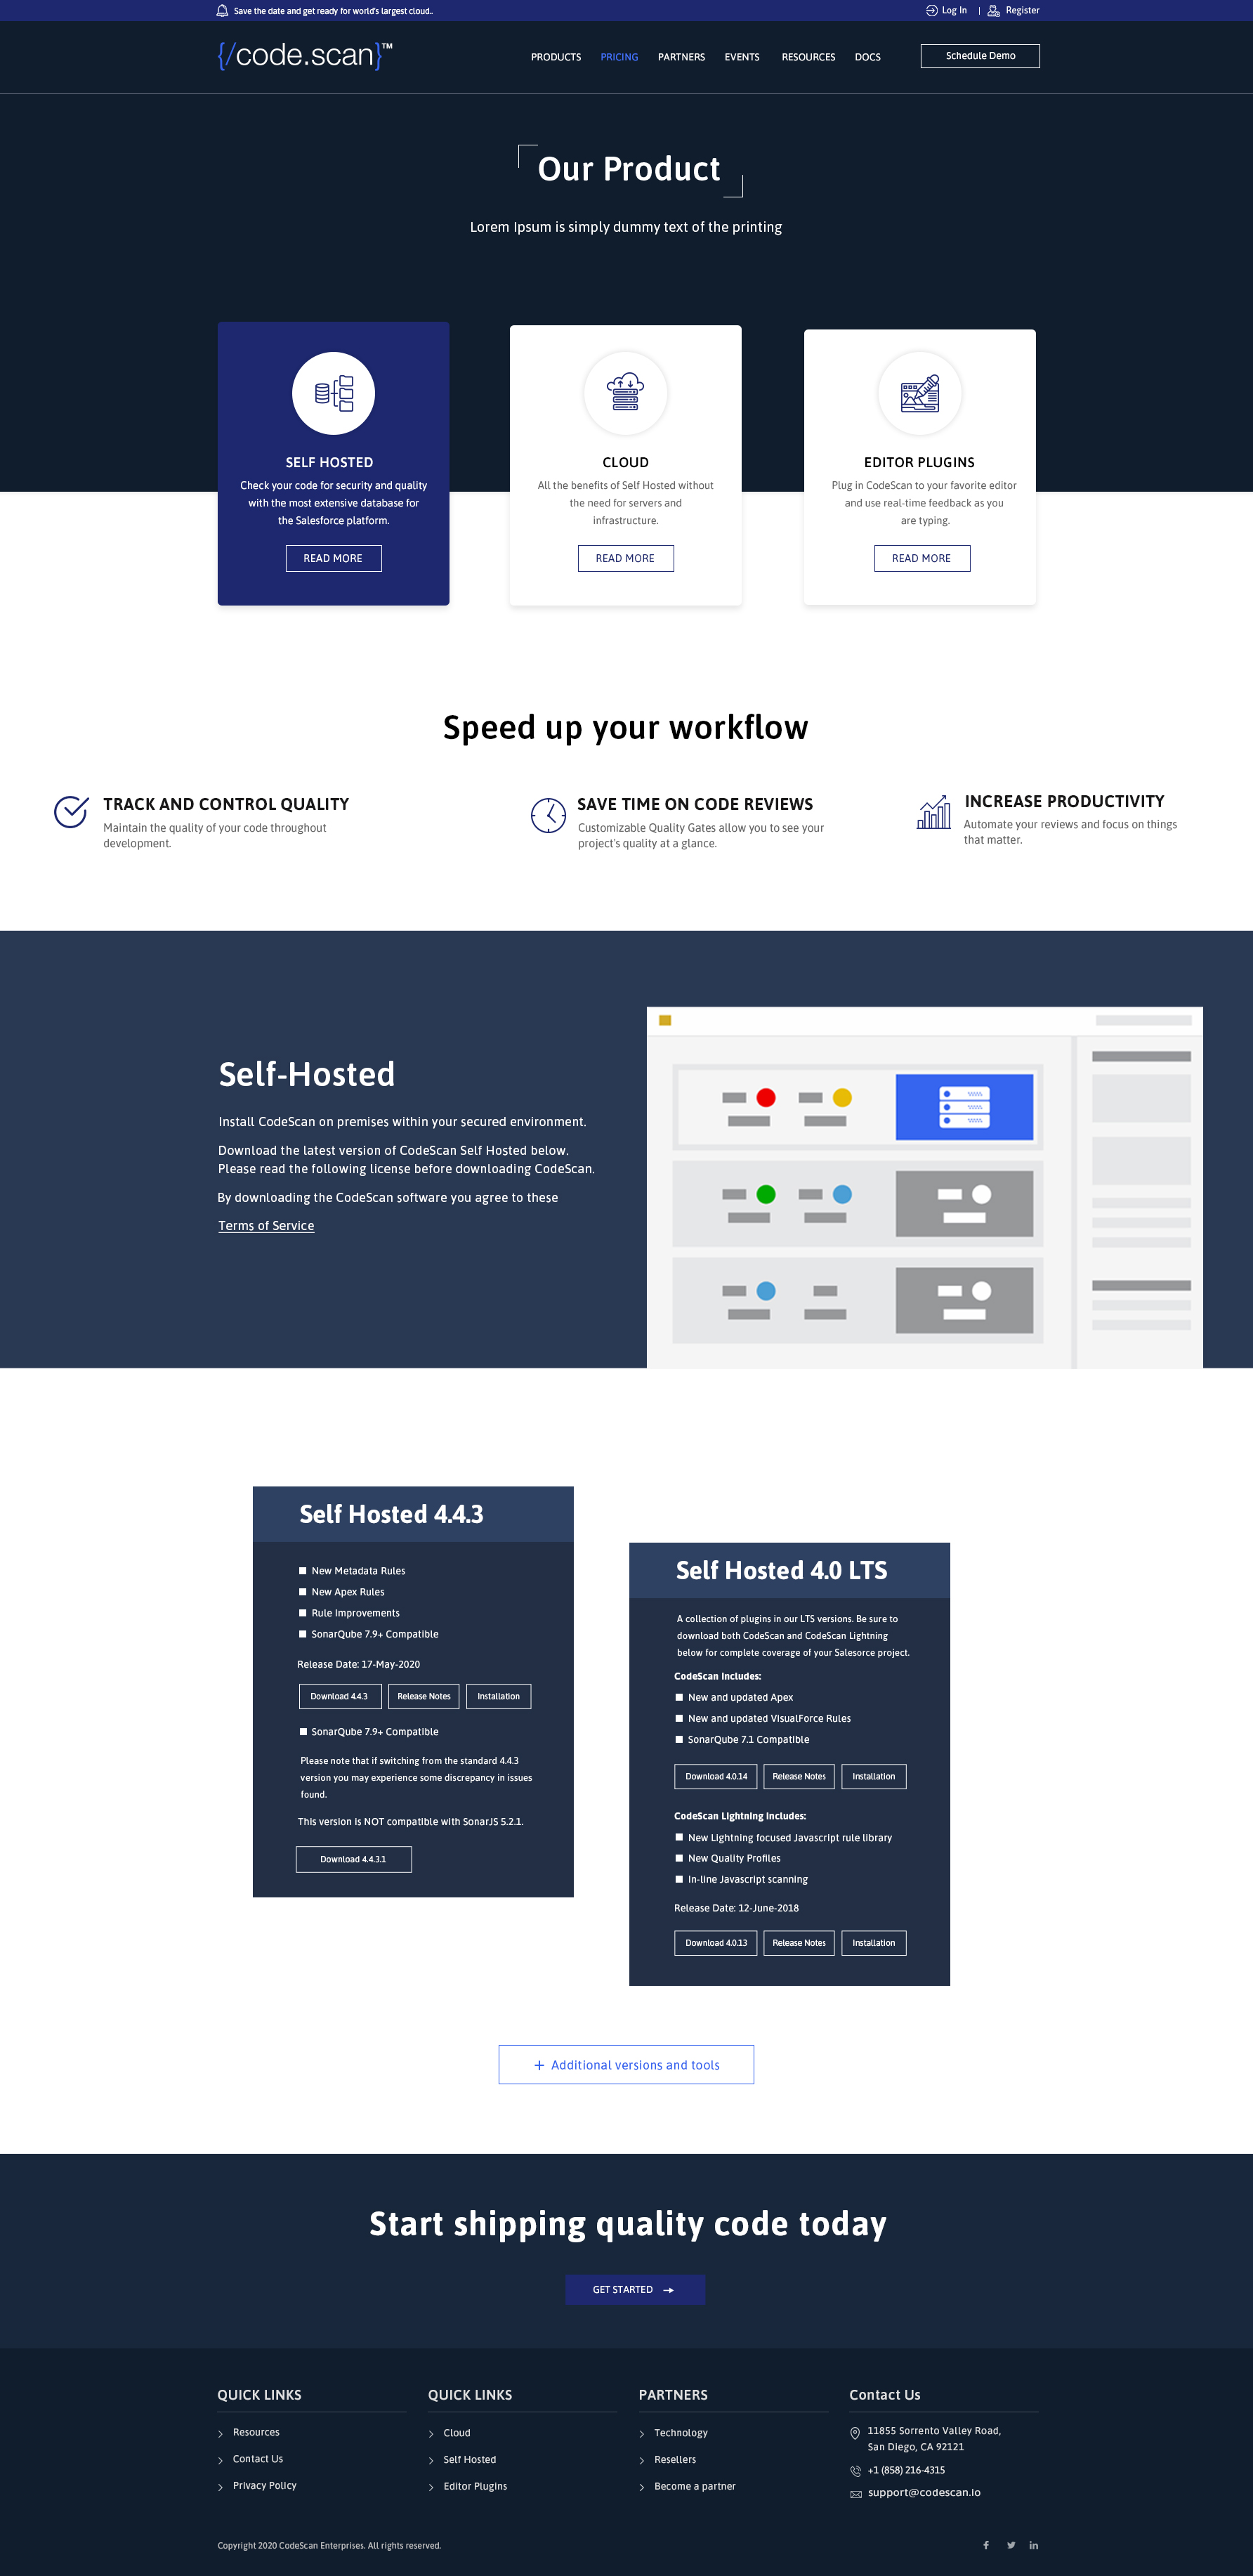 Save the date and get ready for world's largest cloud..
Log In | Register
{/code.scan}™
PRODUCTS PRICING PARTNERS EVENTS RESOURCES DOCS Schedule Demo
Our Product
Lorem Ipsum is simply dummy text of the printing
SELF HOSTED
Check your code for security and quality
with the most extensive database for
the Salesforce platform.
READ MORE
CLOUD
All the benefits of Self Hosted without
the need for servers and
infrastructure.
READ MORE
EDITOR PLUGINS
Plug in CodeScan to your favorite editor
and use real-time feedback as you
are typing.
READ MORE
Speed up your workflow
TRACK AND CONTROL QUALITY
Maintain the quality of your code throughout
development.
SAVE TIME ON CODE REVIEWS
Customizable Quality Gates allow you to see your
project's quality at a glance.
INCREASE PRODUCTIVITY
Automate your reviews and focus on things
that matter.
Self-Hosted
Install CodeScan on premises within your secured environment.
Download the latest version of CodeScan Self Hosted below.
Please read the following license before downloading CodeScan.
By downloading the CodeScan software you agree to these
Terms of Service
Self Hosted 4.4.3
New Metadata Rules
New Apex Rules
Rule Improvements
SonarQube 7.9+ Compatible
Release Date: 17-May-2020
Download 4.4.3 Release Notes Installation
SonarQube 7.9+ Compatible
Please note that if switching from the standard 4.4.3
version you may experience some discrepancy in issues
found.
This version is NOT compatible with SonarJS 5.2.1.
Download 4.4.3.1
Self Hosted 4.0 LTS
A collection of plugins in our LTS versions. Be sure to
download both CodeScan and CodeScan Lightning
below for complete coverage of your Salesorce project.
CodeScan Includes:
New and updated Apex
New and updated VisualForce Rules
SonarQube 7.1 Compatible
Download 4.0.14 Release Notes Installation
CodeScan Lightning Includes:
New Lightning focused Javascript rule library
New Quality Profiles
In-line Javascript scanning
Release Date: 12-June-2018
Download 4.0.13 Release Notes Installation
+ Additional versions and tools
Start shipping quality code today
GET STARTED
QUICK LINKS
Resources
Contact Us
Privacy Policy
QUICK LINKS
Cloud
Self Hosted
Editor Plugins
PARTNERS
Technology
Resellers
Become a partner
Contact Us
11855 Sorrento Valley Road,
San Diego, CA 92121
+1 (858) 216-4315
support@codescan.io
Copyright 2020 CodeScan Enterprises. All rights reserved.